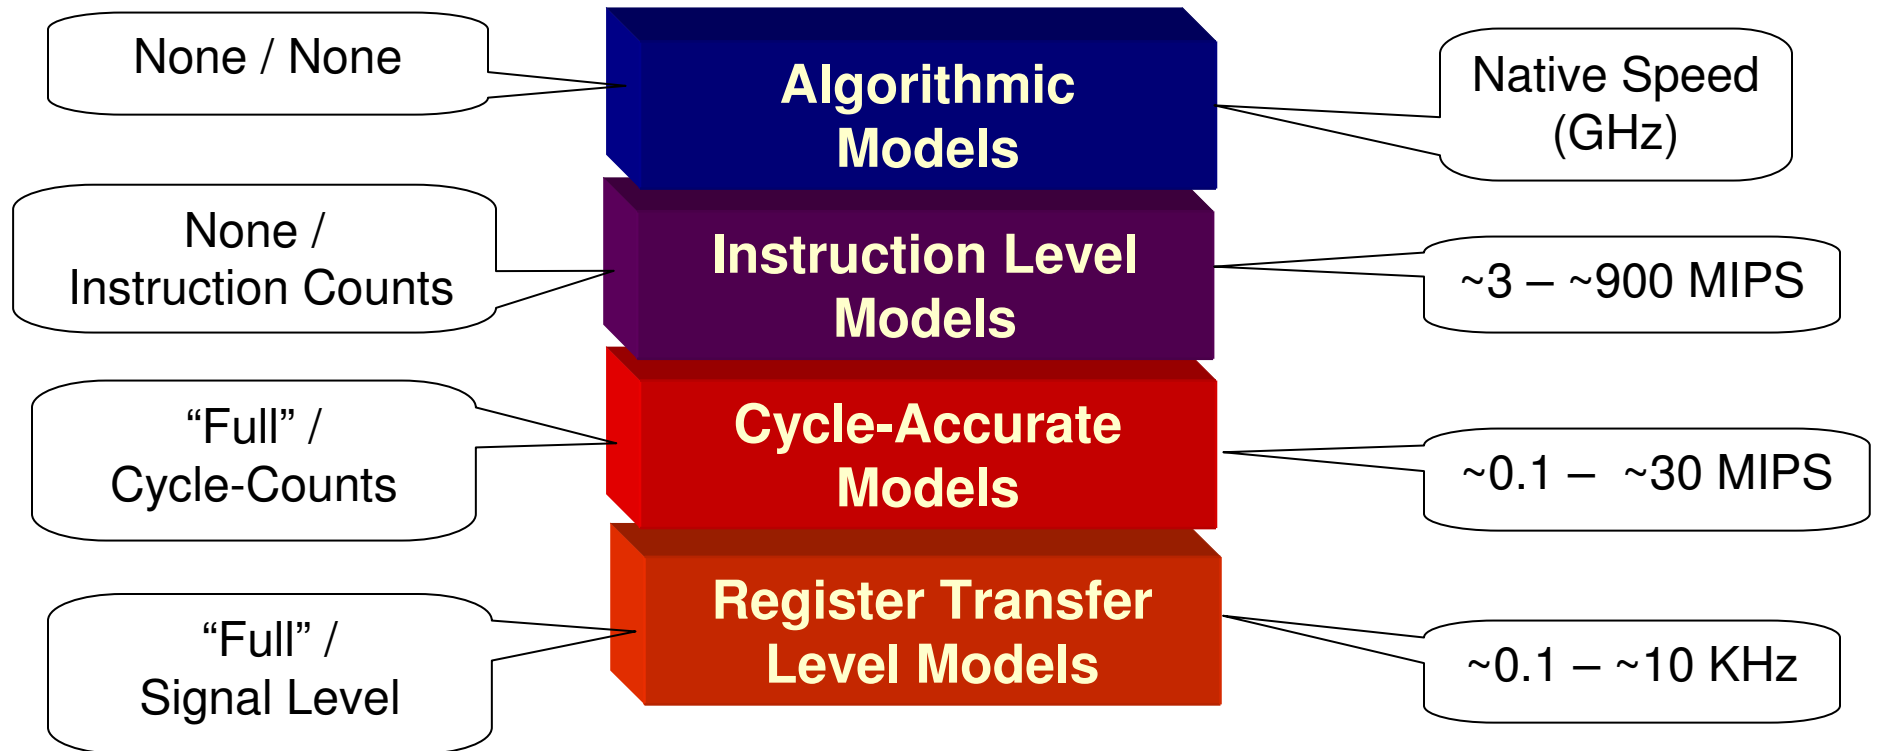 None / None
Algorithmic
Models
Native Speed
(GHz)
None /
Instruction Counts
Instruction Level
Models
~3 – ~900 MIPS
“Full” /
Cycle-Counts
Cycle-Accurate
Models
~0.1 – ~30 MIPS
“Full” /
Signal Level
Register Transfer
Level Models
~0.1 – ~10 KHz